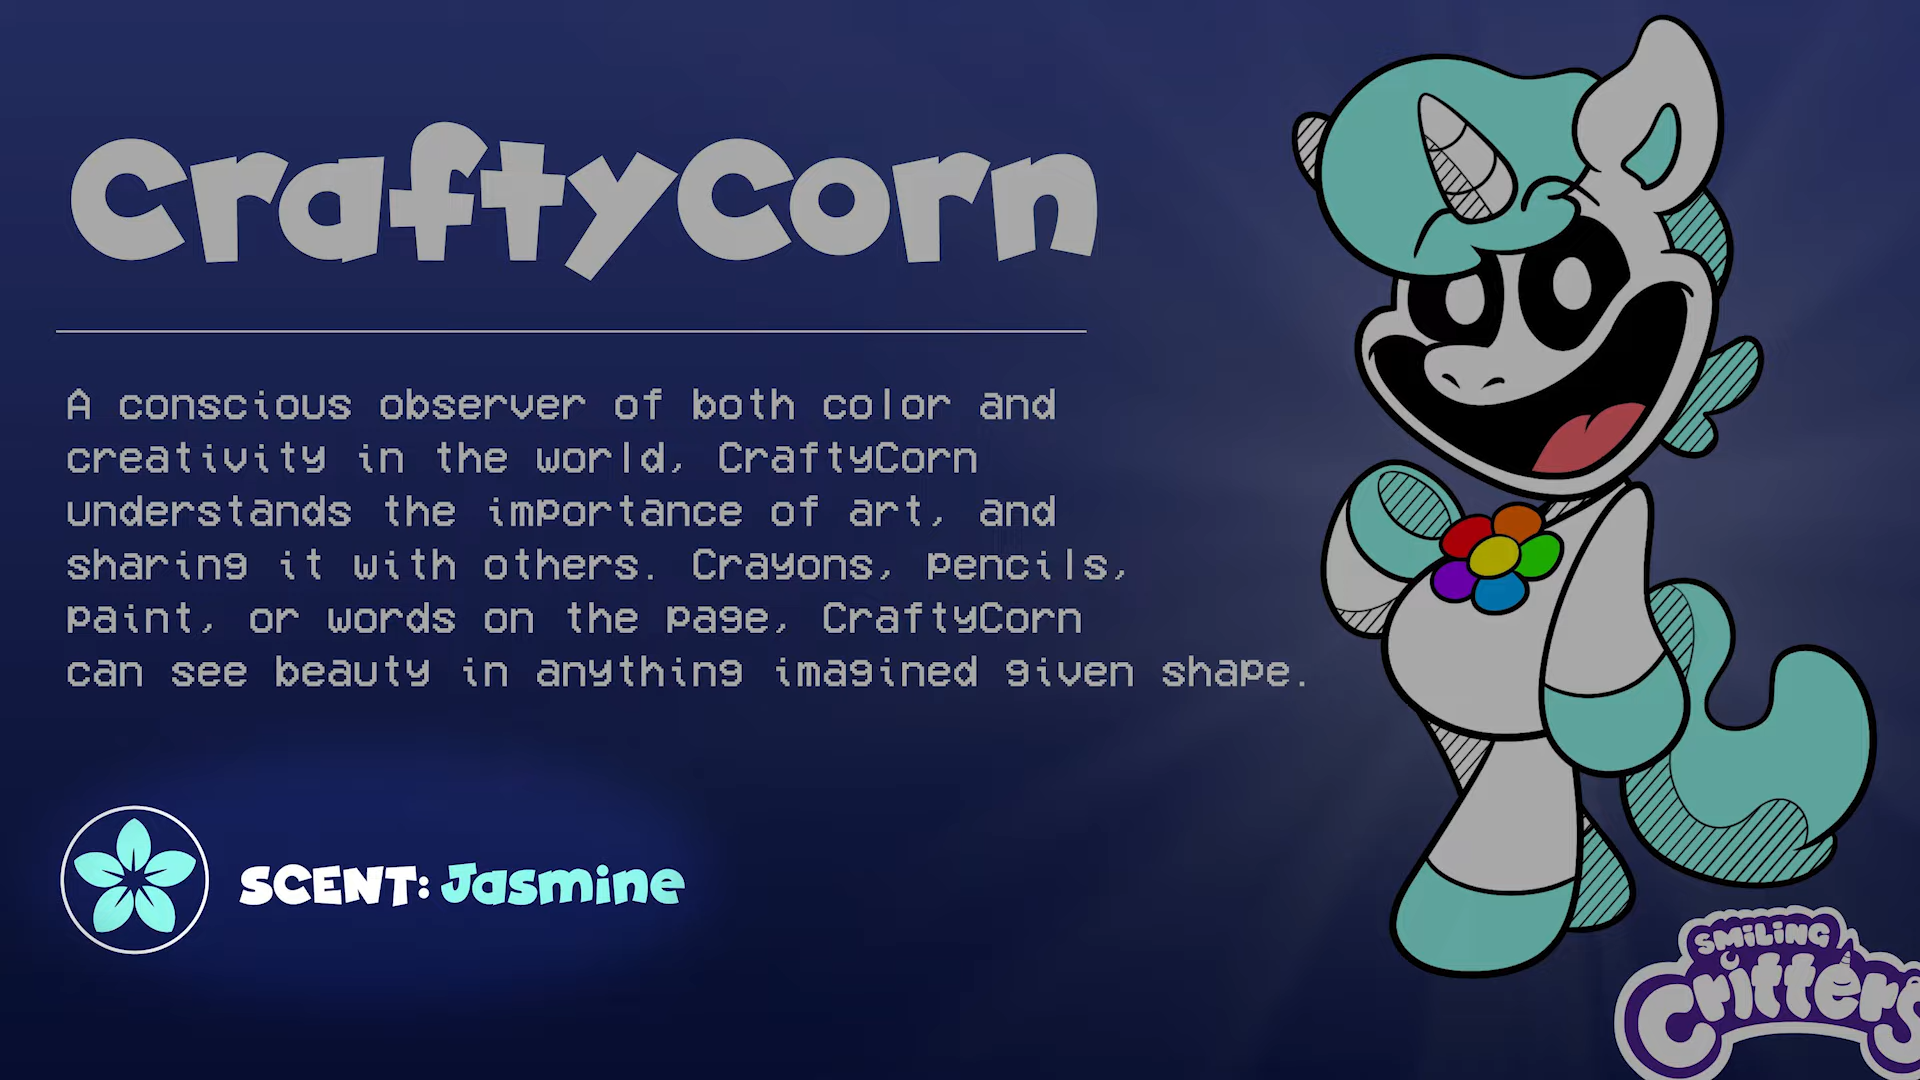 CraftyCorn
A conscious observer of both color and
creativity in the world, CraftyCorn
understands the importance of art, and
sharing it with others. Crayons, pencils,
paint, or words on the page, CraftyCorn
can see beauty in anything imagined given shape.
SCENT: Jasmine
SMiLiNG
Critters